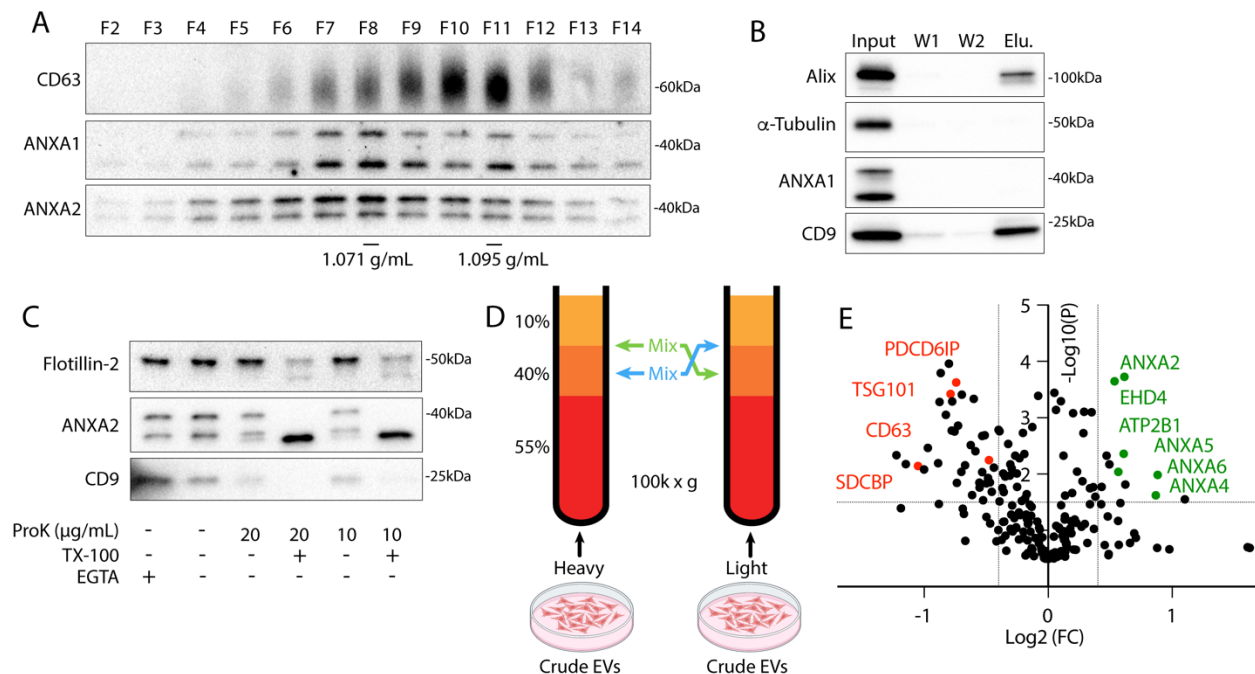 A
F2 F3 F4 F5 F6 F7 F8 F9 F10 F11 F12 F13 F14
CD63
-60kDa
ANXA1
-40kDa
ANXA2
-40kDa
1.071 g/mL 1.095 g/mL
B
Input W1 W2 Elu.
Alix
-100kDa
α-Tubulin
-50kDa
ANXA1
-40kDa
CD9
-25kDa
C
Flotillin-2
-50kDa
ANXA2
-40kDa
CD9
-25kDa
ProK (µg/mL) - - 20 20 10 10
TX-100 - - - + - +
EGTA + - - - - -
D
10%
40%
55%
Mix
Mix
100k x g
Heavy Light
Crude EVs Crude EVs
E
-Log10(P)
5
4
3
2
1
PDCD6IP
TSG101
CD63
SDCBP
ANXA2
EHD4
ATP2B1
ANXA5
ANXA6
ANXA4
-1 0 1
Log2 (FC)